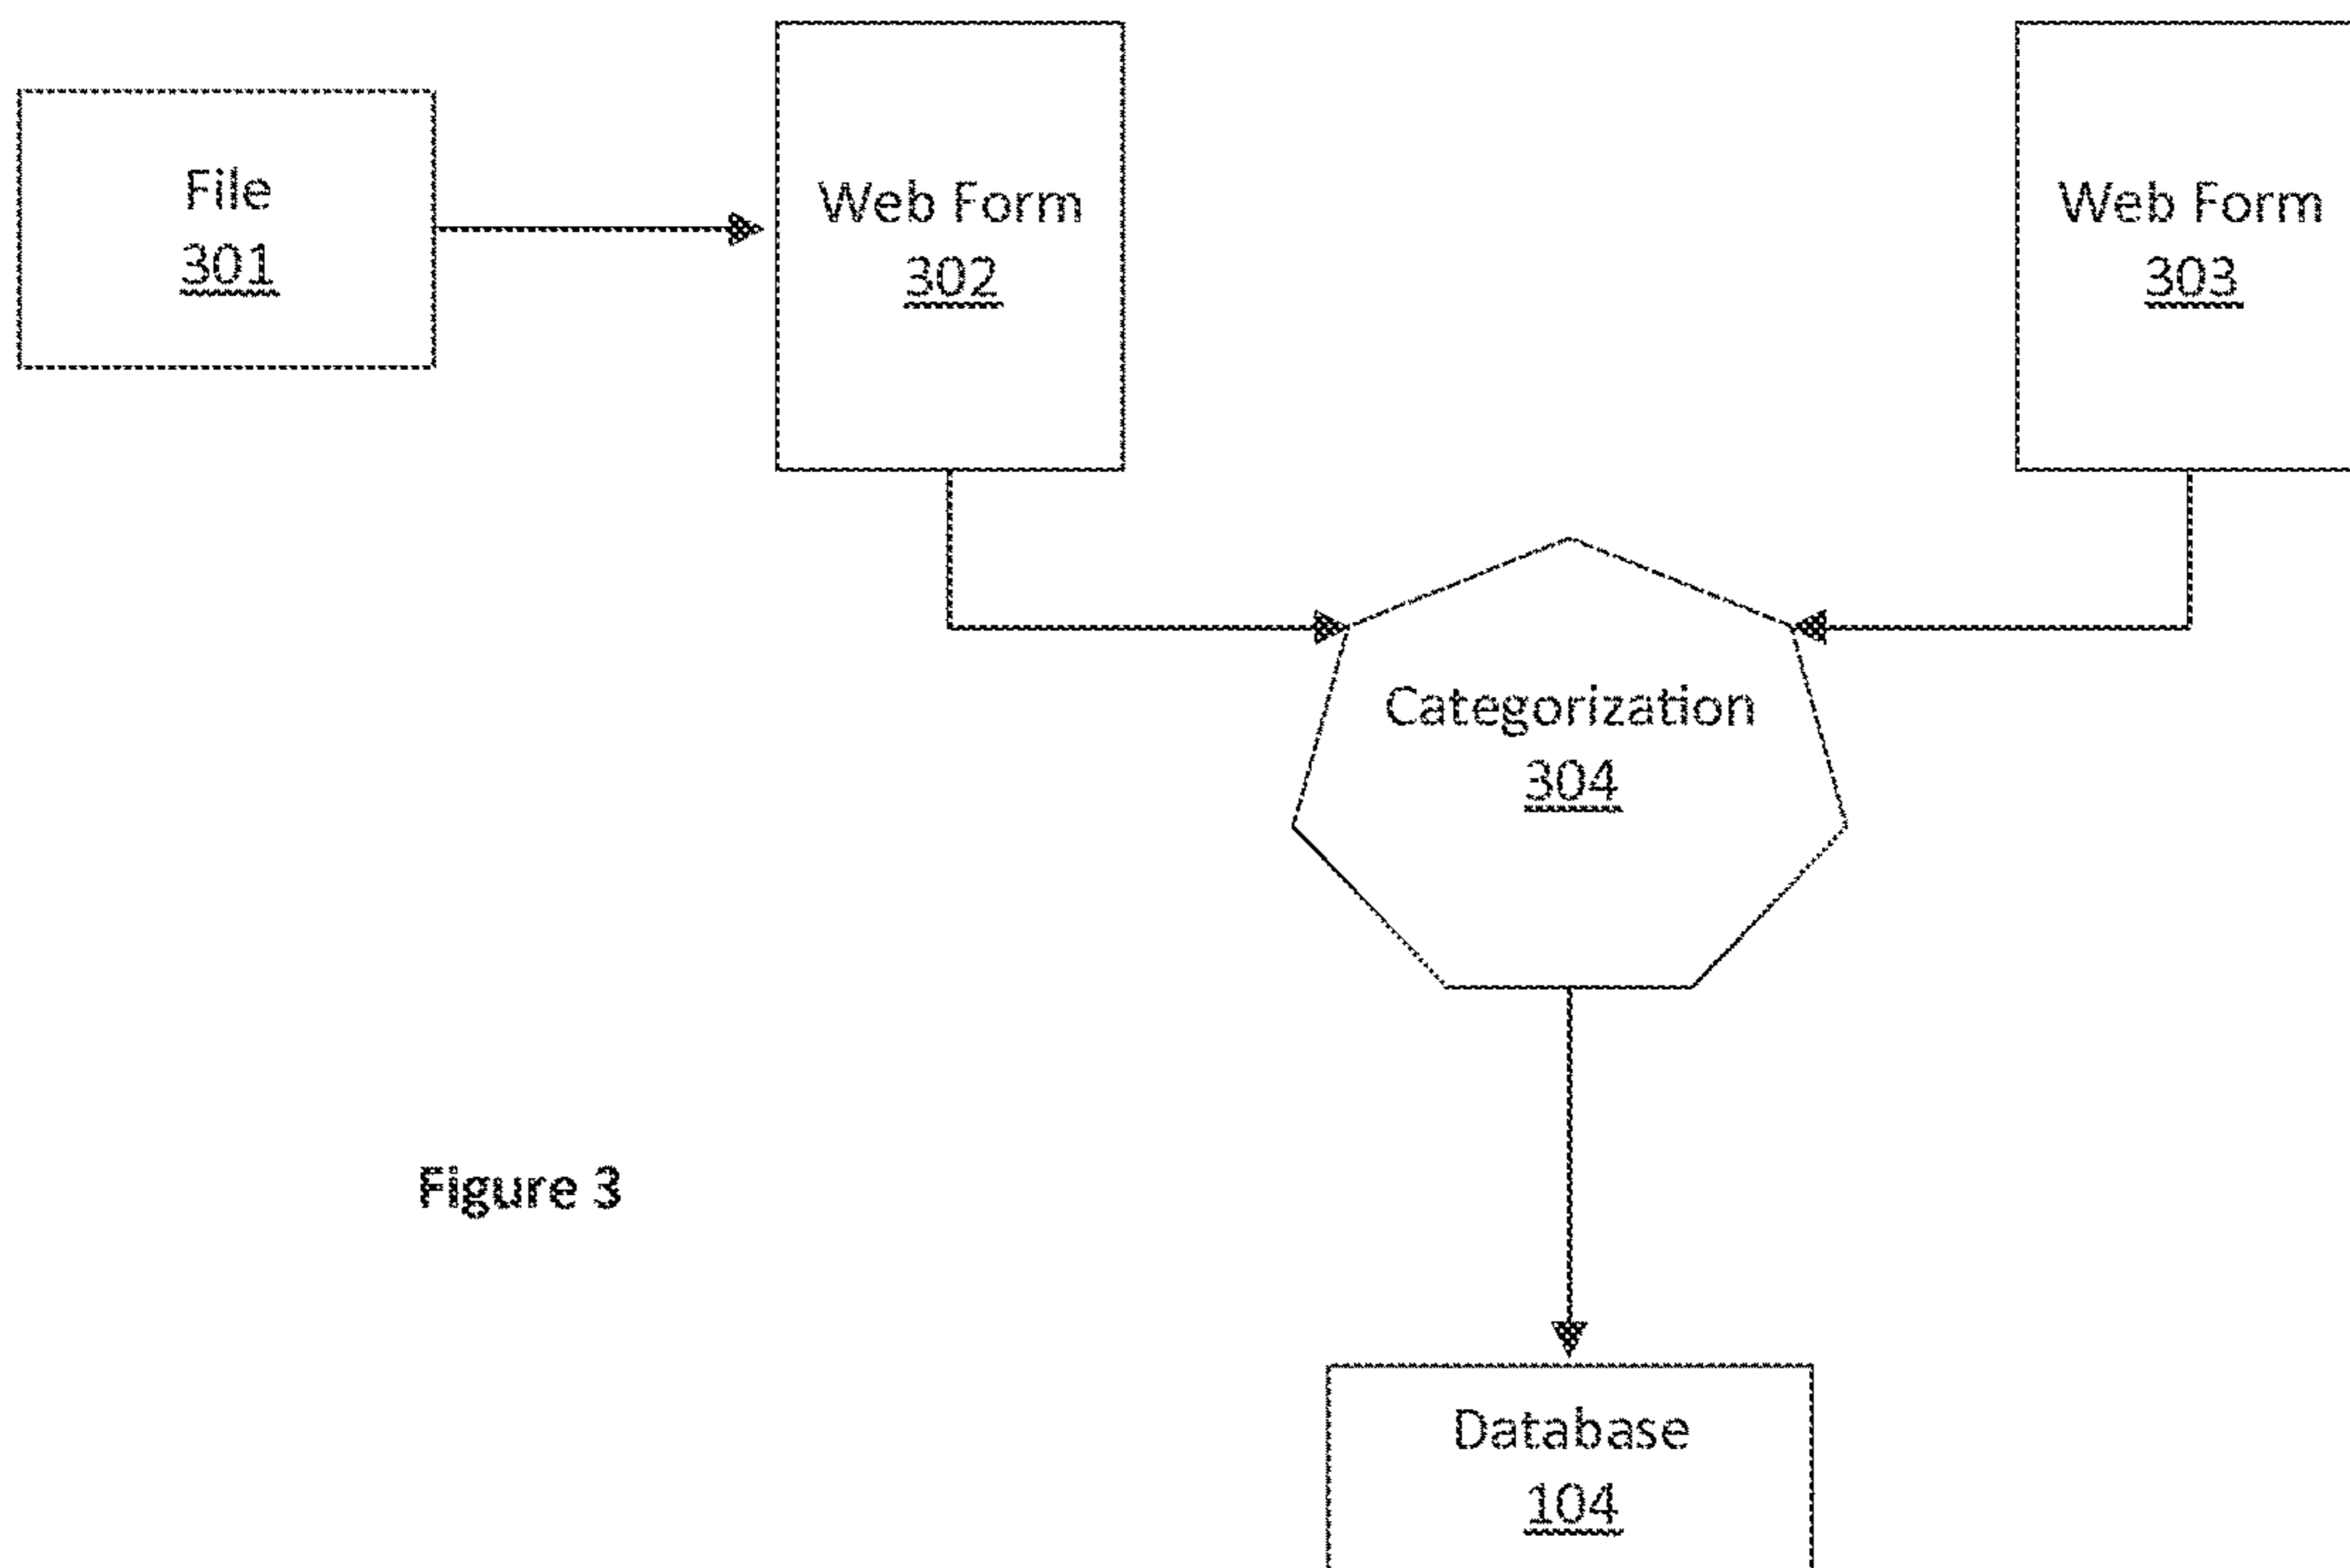 File
301
Web Form
302
Web Form
303
Categorization
304
Figure 3
Database
104